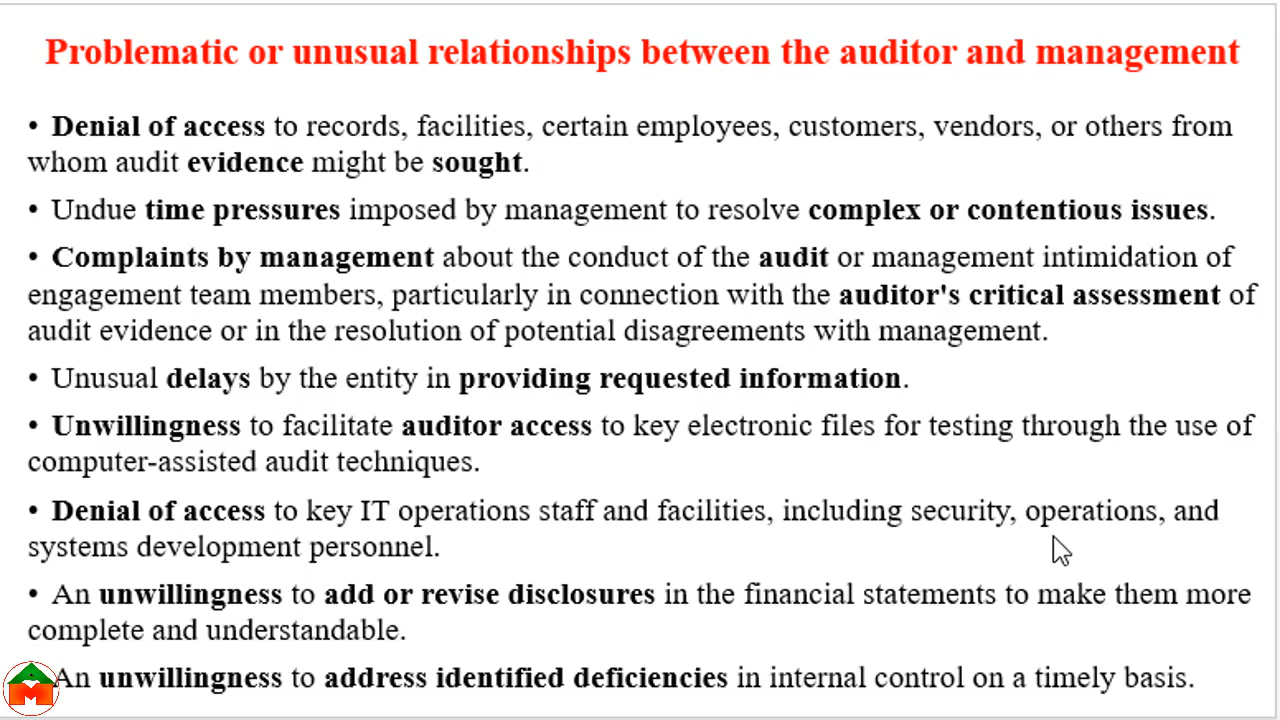 Problematic or unusual relationships between the auditor and management
• Denial of access to records, facilities, certain employees, customers, vendors, or others from
whom audit evidence might be sought.
• Undue time pressures imposed by management to resolve complex or contentious issues.
• Complaints by management about the conduct of the audit or management intimidation of
engagement team members, particularly in connection with the auditor's critical assessment of
audit evidence or in the resolution of potential disagreements with management.
• Unusual delays by the entity in providing requested information.
• Unwillingness to facilitate auditor access to key electronic files for testing through the use of
computer-assisted audit techniques.
• Denial of access to key IT operations staff and facilities, including security, operations, and
systems development personnel.
• An unwillingness to add or revise disclosures in the financial statements to make them more
complete and understandable.
An unwillingness to address identified deficiencies in internal control on a timely basis.